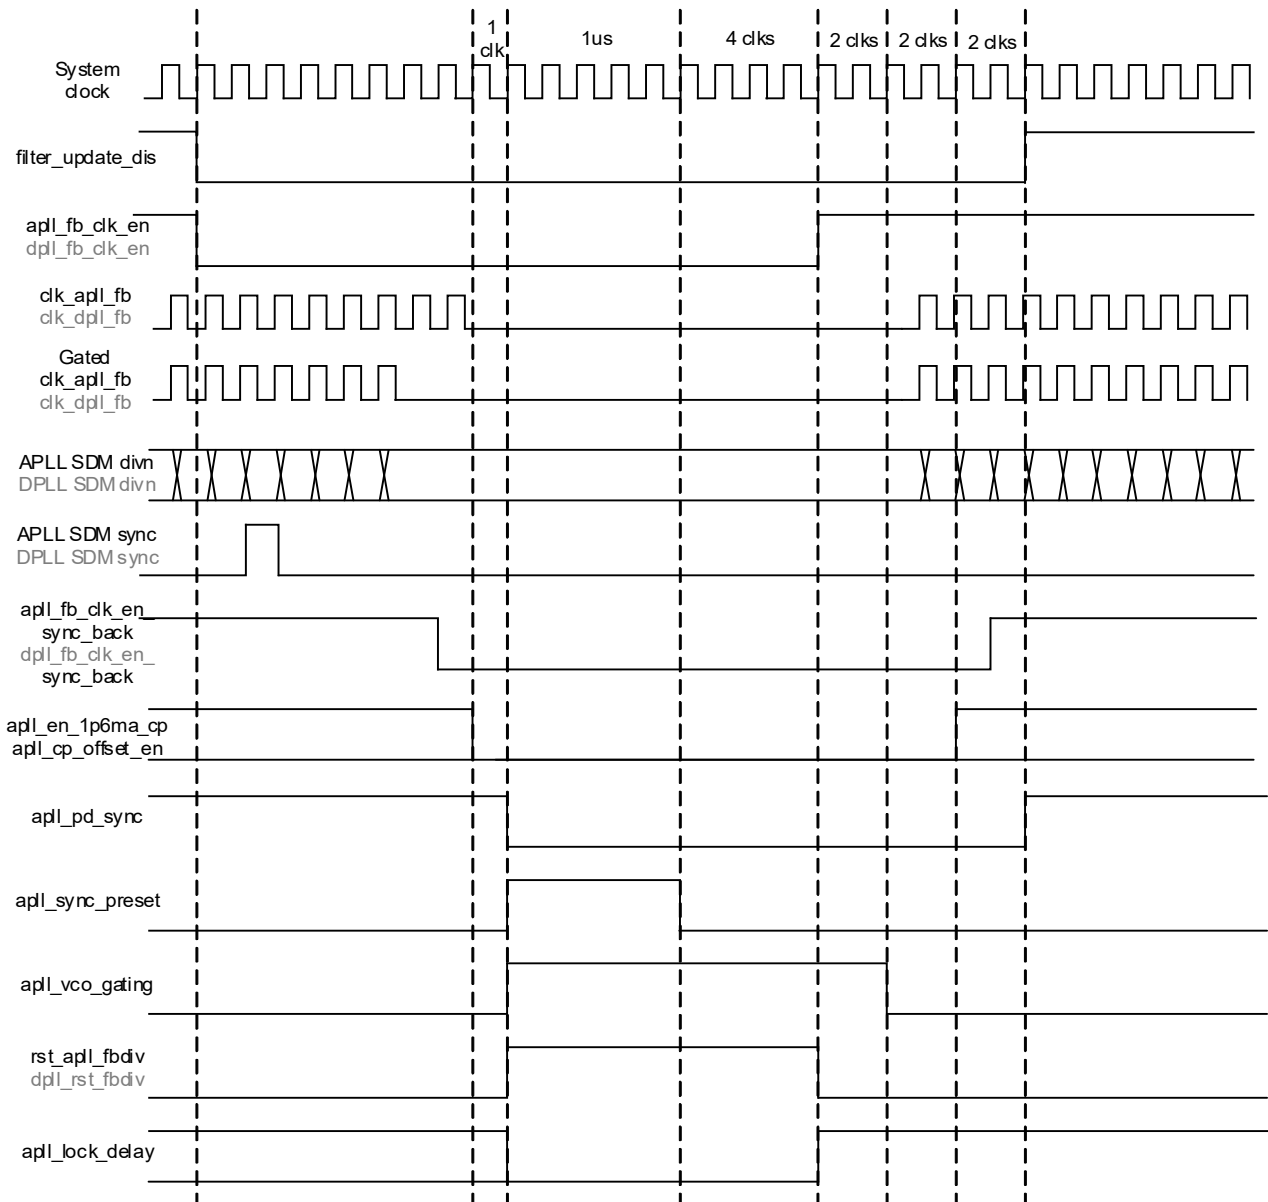 1
clk
1us
4 clks
2 clks
2 clks
2 clks
System
clock
filter_update_dis
apll_fb_clk_en
dpll_fb_clk_en
clk_apll_fb
clk_dpll_fb
Gated
clk_apll_fb
clk_dpll_fb
APLL SDM divn
DPLL SDM divn
APLL SDM sync
DPLL SDM sync
apll_fb_clk_en_
sync_back
dpll_fb_clk_en_
sync_back
apll_en_1p6ma_cp
apll_cp_offset_en
apll_pd_sync
apll_sync_preset
apll_vco_gating
rst_apll_fbdiv
dpll_rst_fbdiv
apll_lock_delay